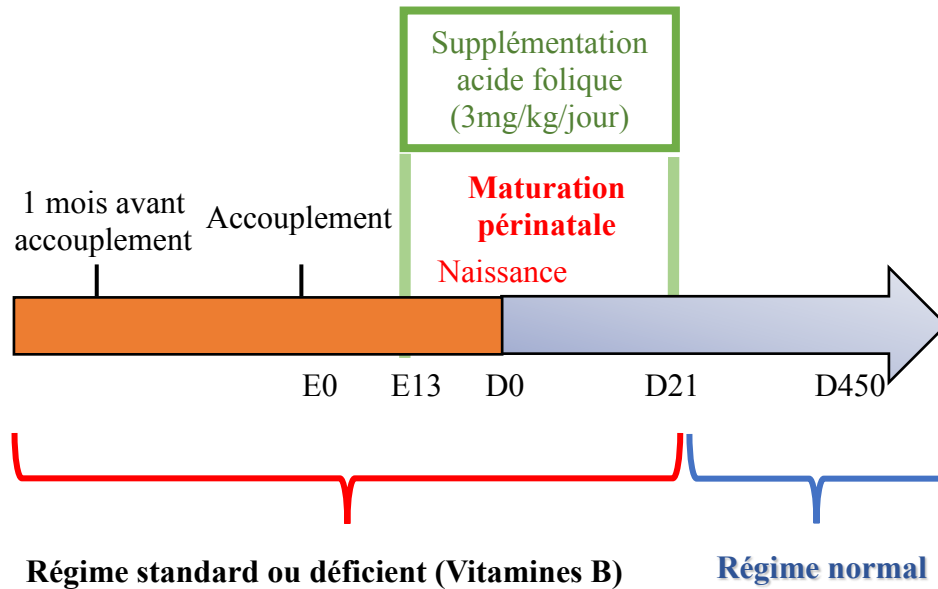 Supplémentation
acide folique
(3mg/kg/jour)
Maturation
périnatale
1 mois avant
accouplement
Accouplement
Naissance
E0
E13
D0
D21
D450
Régime standard ou déficient (Vitamines B)
Régime normal